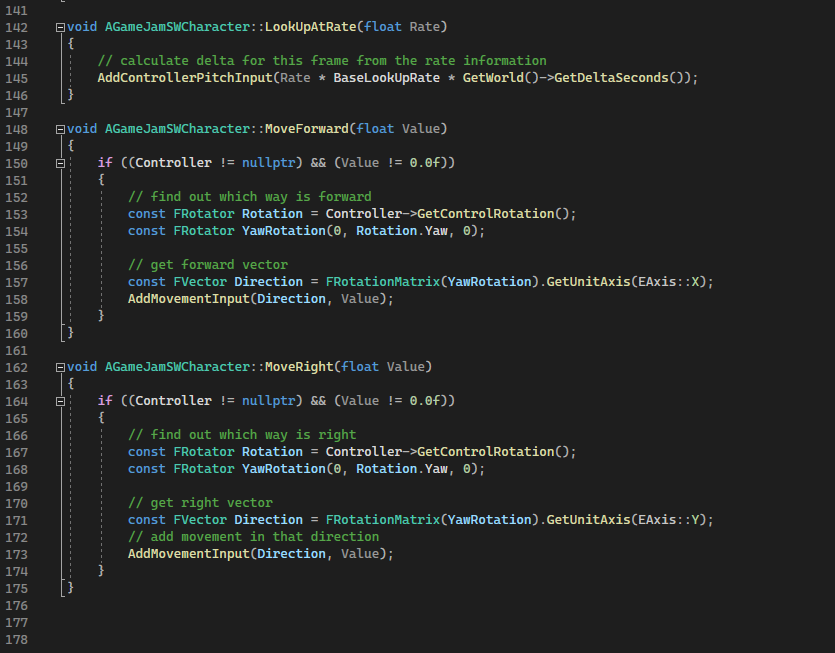 141
142 void AGameJamSWCharacter::LookUpAtRate(float Rate)
143 {
144     // calculate delta for this frame from the rate information
145     AddControllerPitchInput(Rate * BaseLookUpRate * GetWorld()->GetDeltaSeconds());
146 }
147
148 void AGameJamSWCharacter::MoveForward(float Value)
149 {
150     if ((Controller != nullptr) && (Value != 0.0f))
151     {
152         // find out which way is forward
153         const FRotator Rotation = Controller->GetControlRotation();
154         const FRotator YawRotation(0, Rotation.Yaw, 0);
155
156         // get forward vector
157         const FVector Direction = FRotationMatrix(YawRotation).GetUnitAxis(EAxis::X);
158         AddMovementInput(Direction, Value);
159     }
160 }
161
162 void AGameJamSWCharacter::MoveRight(float Value)
163 {
164     if ((Controller != nullptr) && (Value != 0.0f))
165     {
166         // find out which way is right
167         const FRotator Rotation = Controller->GetControlRotation();
168         const FRotator YawRotation(0, Rotation.Yaw, 0);
169
170         // get right vector
171         const FVector Direction = FRotationMatrix(YawRotation).GetUnitAxis(EAxis::Y);
172         // add movement in that direction
173         AddMovementInput(Direction, Value);
174     }
175 }
176
177
178